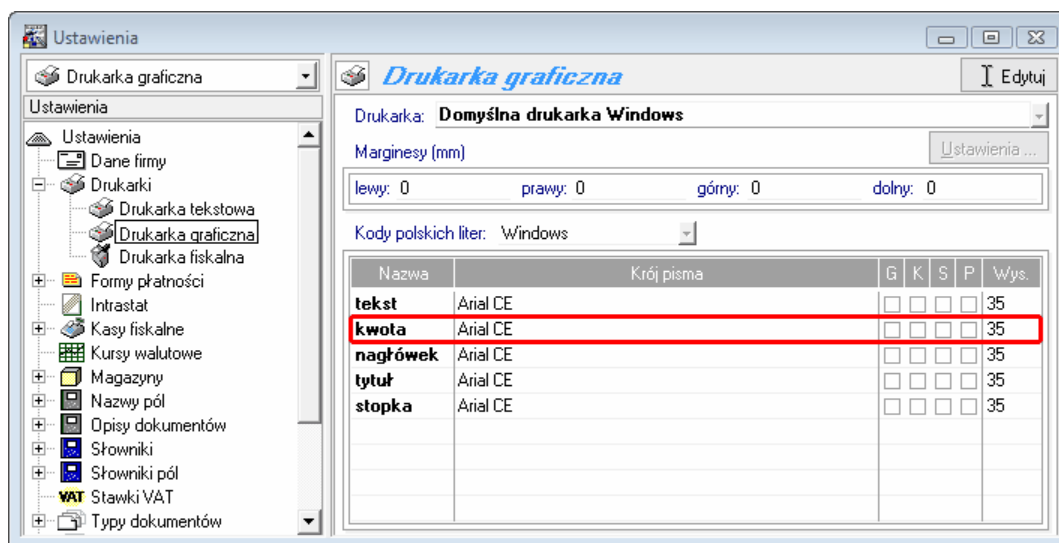 Ustawienia
Drukarka graficzna
Ustawienia
Ustawienia
Dane firmy
Drukarki
Drukarka tekstowa
Drukarka graficzna
Drukarka fiskalna
Formy płatności
Intrastat
Kasy fiskalne
Kursy walutowe
Magazyny
Nazwy pól
Opisy dokumentów
Słowniki
Słowniki pól
VAT Stawki VAT
Typy dokumentów
Drukarka graficzna
Edytuj
Drukarka: Domyślna drukarka Windows
Marginesy (mm)
Ustawienia ...
lewy: 0 prawy: 0 górny: 0 dolny: 0
Kody polskich liter: Windows
Nazwa Krój pisma G K S P Wys.
tekst Arial CE 35
kwota Arial CE 35
nagłówek Arial CE 35
tytuł Arial CE 35
stopka Arial CE 35